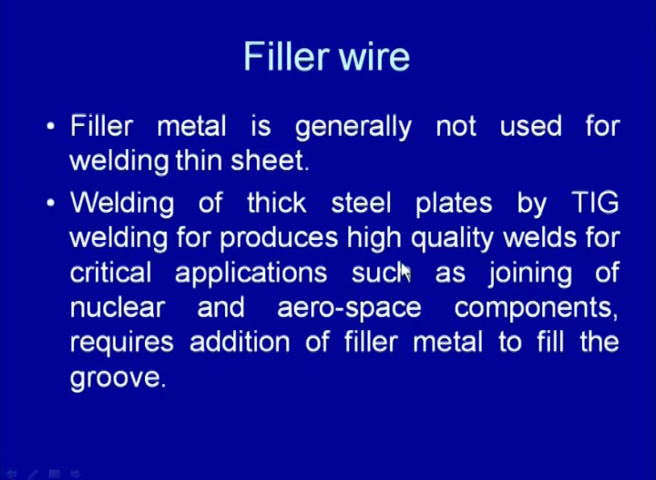 Filler wire
• Filler metal is generally not used for
welding thin sheet.
• Welding of thick steel plates by TIG
welding for produces high quality welds for
critical applications such as joining of
nuclear and aero-space components,
requires addition of filler metal to fill the
groove.